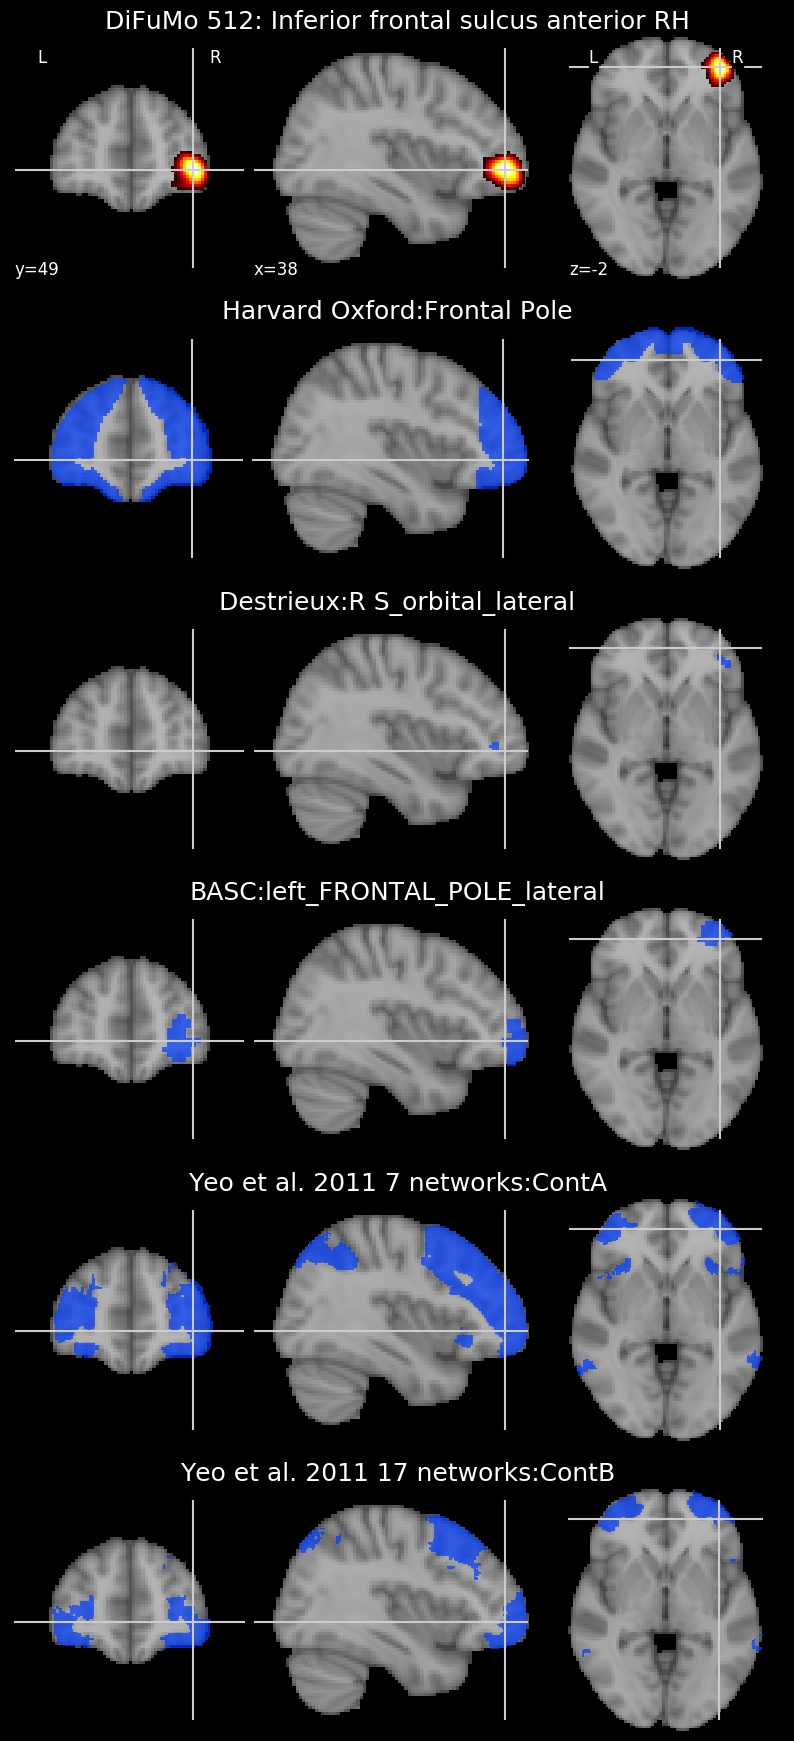 DiFuMo 512: Inferior frontal sulcus anterior RH
L R L R
y=49 x=38 z=-2
Harvard Oxford:Frontal Pole
Destrieux:R S_orbital_lateral
BASC:left_FRONTAL_POLE_lateral
Yeo et al. 2011 7 networks:ContA
Yeo et al. 2011 17 networks:ContB